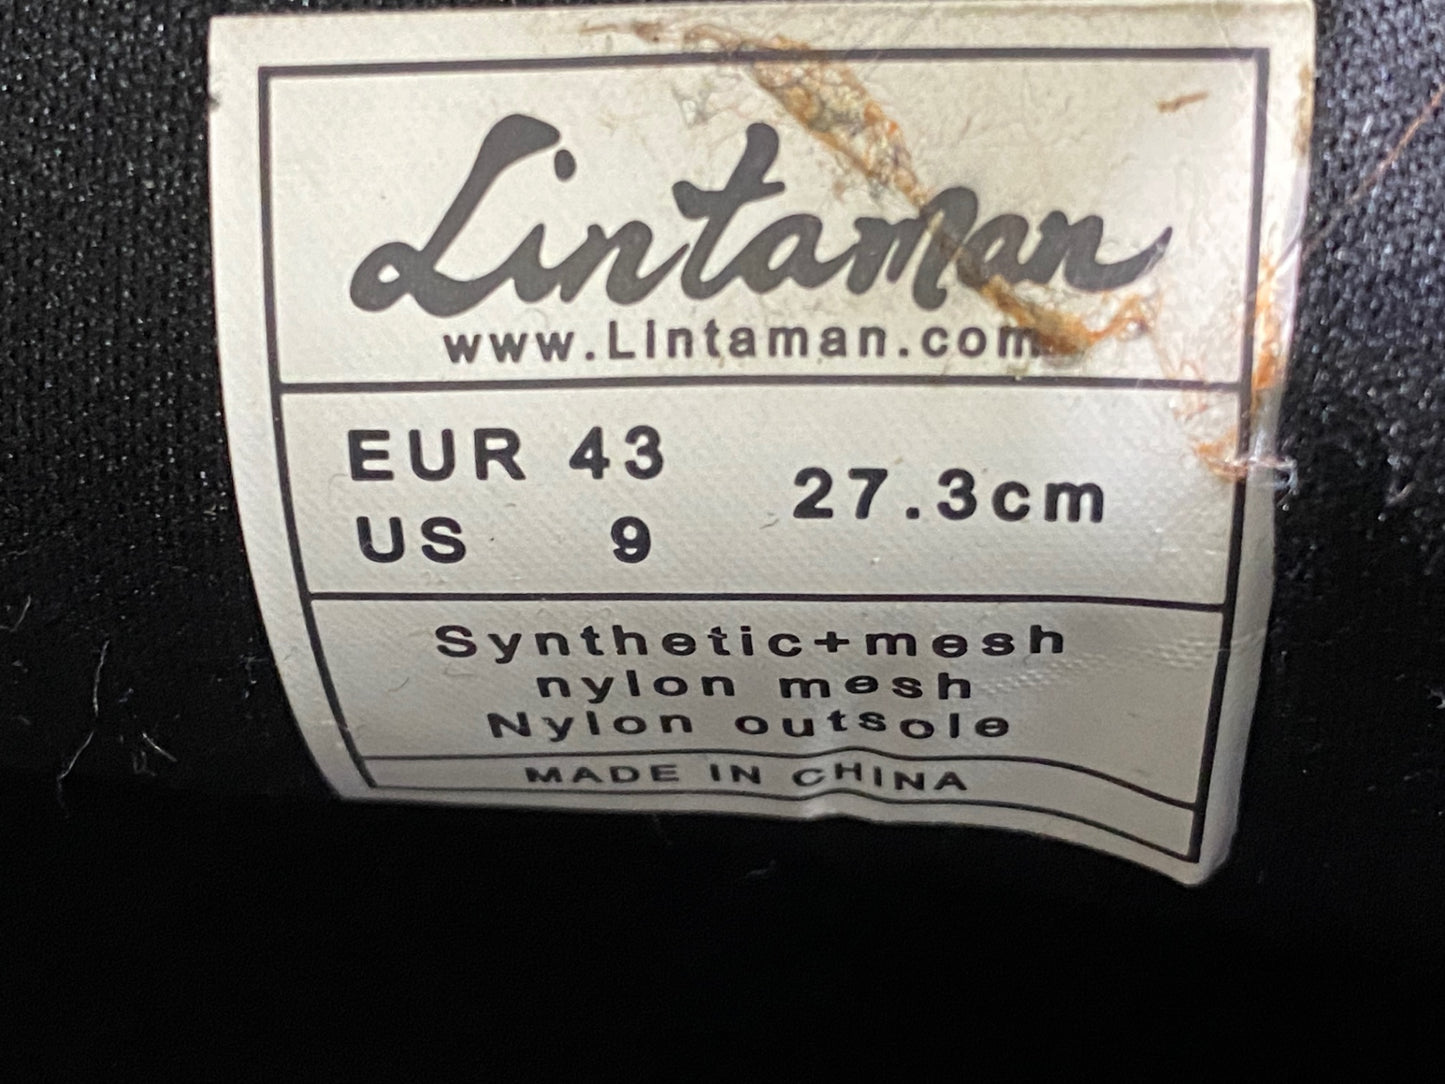 Lintaman
www.Lintaman.com
EUR 43
US 9
27.3cm
Synthetic+mesh
nylon mesh
Nylon outsole
MADE IN CHINA